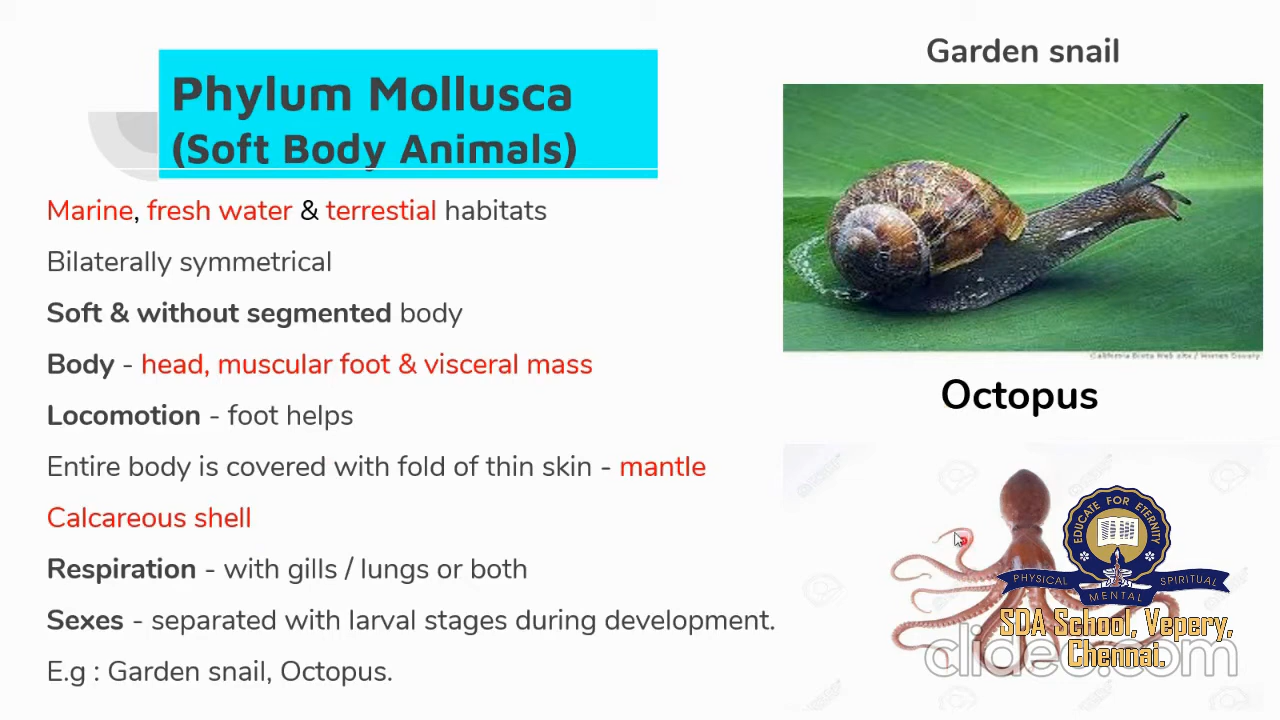 Garden snail
Phylum Mollusca
(Soft Body Animals)
Marine, fresh water & terrestial habitats
Bilaterally symmetrical
Soft & without segmented body
Body - head, muscular foot & visceral mass
Locomotion - foot helps
Entire body is covered with fold of thin skin - mantle
Calcareous shell
Respiration - with gills / lungs or both
Sexes - separated with larval stages during development.
E.g : Garden snail, Octopus.
Octopus
EDUCATE FOR ETERNITY
PHYSICAL MENTAL SPIRITUAL
SDA School, Vepery,
Chennai.
clideo.com